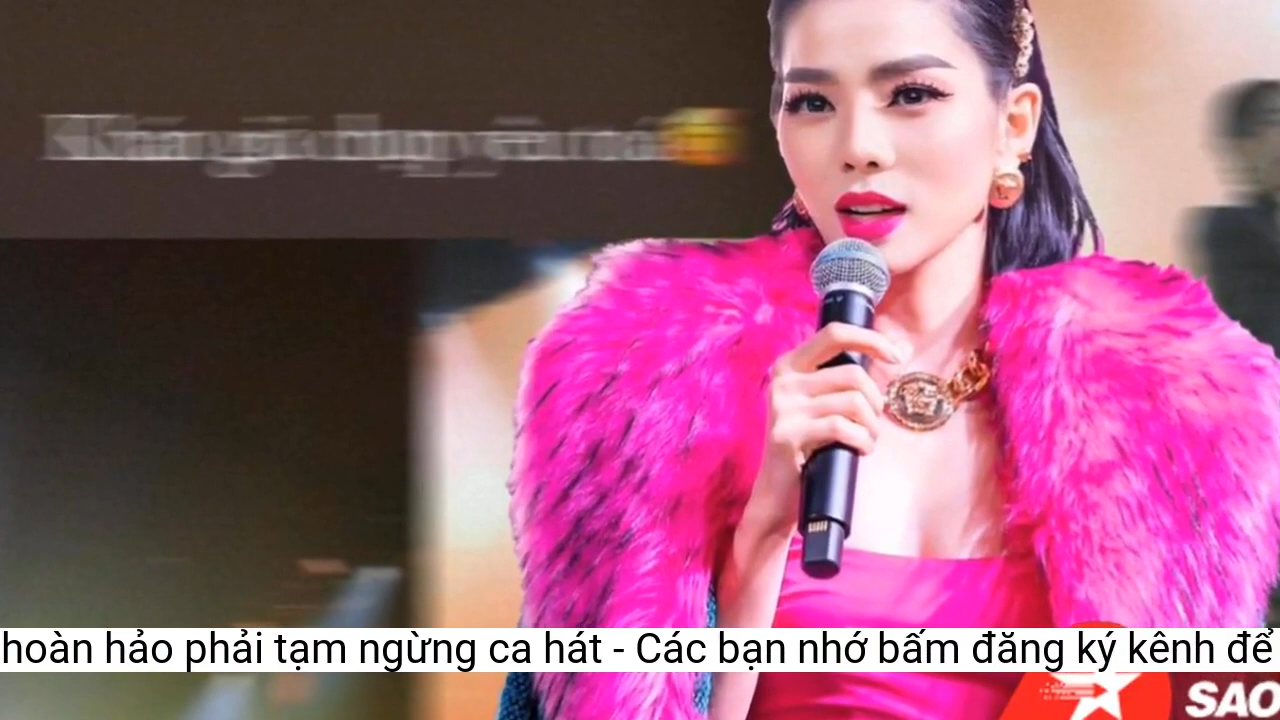 hoàn hảo phải tạm ngừng ca hát - Các bạn nhớ bấm đăng ký kênh để
SAO